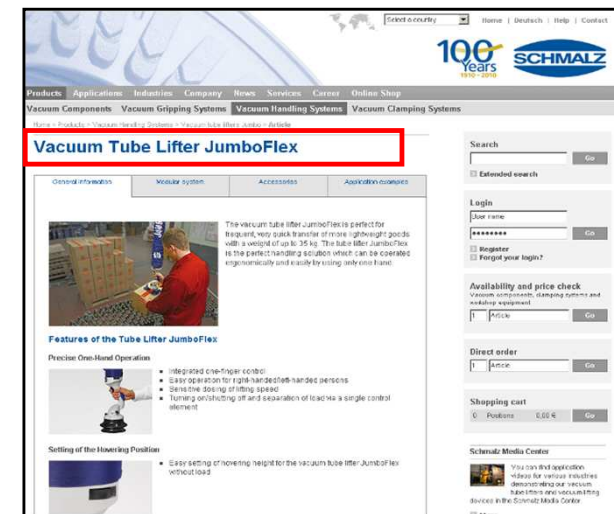 Select a country
Home | Deutsch | Help | Contact
100 Years
1910 - 2010
SCHMALZ
Products Applications Industries Company News Services Career Online Shop
Vacuum Components Vacuum Gripping Systems Vacuum Handling Systems Vacuum Clamping Systems
Home > Products > Vacuum Handling Systems > Vacuum tube lifters Jumbo > Article
Vacuum Tube Lifter JumboFlex
General information
Modular system
Accessories
Application examples
The vacuum tube lifter JumboFlex is perfect for
frequent, very quick transfer of more lightweight goods
with a weight of up to 35 kg. The tube lifter JumboFlex
is the perfect handling solution which can be operated
ergonomically and easily by using only one hand.
Features of the Tube Lifter JumboFlex
Precise One-Hand Operation
Integrated one-finger control
Easy operation for right-handed/left-handed persons
Sensitive dosing of lifting speed
Turning on/shutting off and separation of load via a single control
element
Setting of the Hovering Position
Easy setting of hovering height for the vacuum tube lifter JumboFlex
without load
Search
Go
Extended search
Login
User name
Go
Register
Forgot your login?
Availability and price check
Vacuum components, clamping systems and
workshop equipment
1 Article Go
Direct order
1 Article Go
Shopping cart
0 Positions 0,00 € Go
Schmalz Media Center
You can find application
videos for various industries
demonstrating our vacuum
tube lifters and vacuum lifting
devices in the Schmalz Media Center.